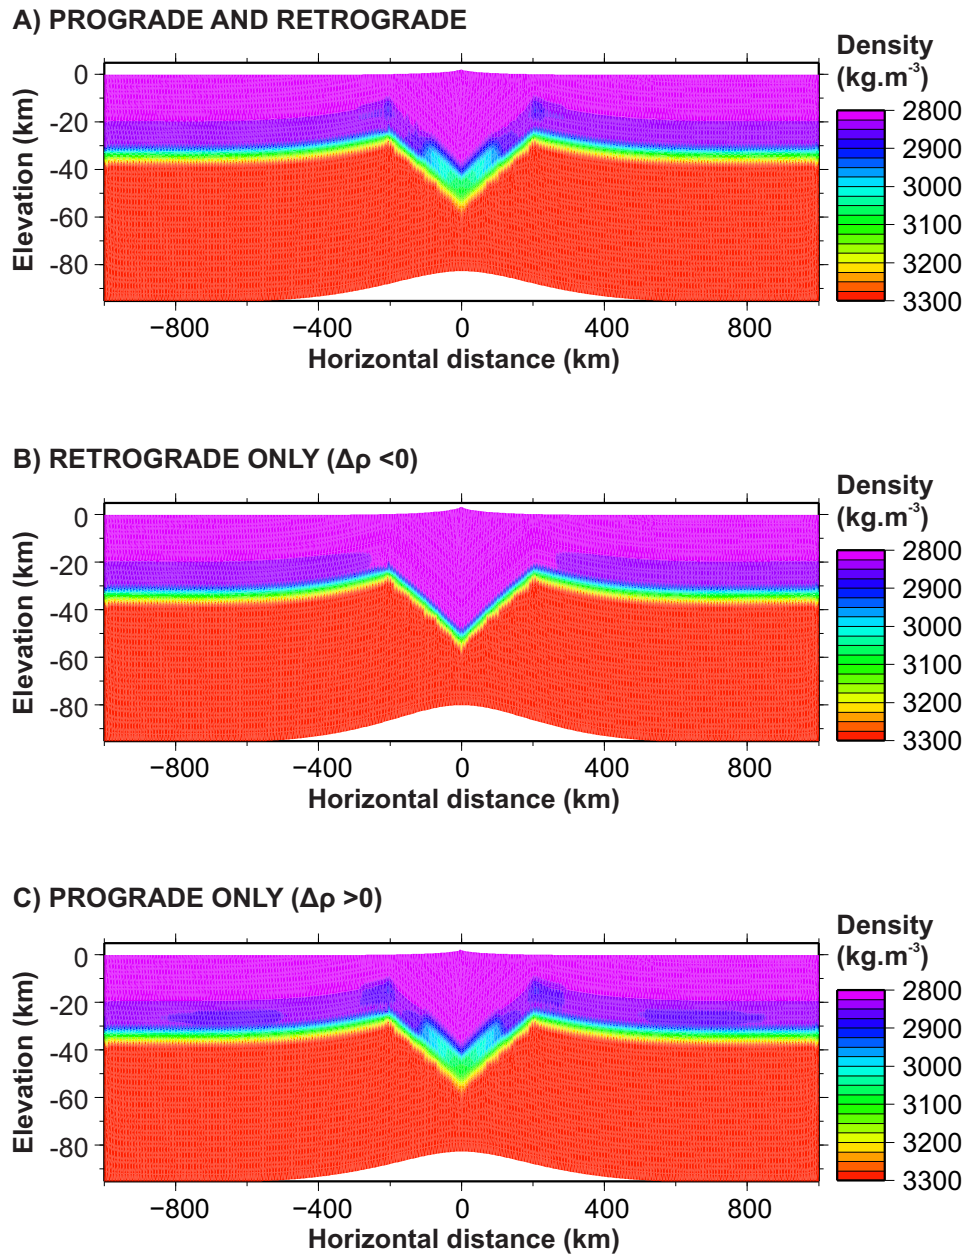 A) PROGRADE AND RETROGRADE
Density
(kg.m⁻³)
0
−20
−40
−60
−80
Elevation (km)
2800
2900
3000
3100
3200
3300
−800 −400 0 400 800
Horizontal distance (km)
B) RETROGRADE ONLY (Δρ <0)
Density
(kg.m⁻³)
0
−20
−40
−60
−80
Elevation (km)
2800
2900
3000
3100
3200
3300
−800 −400 0 400 800
Horizontal distance (km)
C) PROGRADE ONLY (Δρ >0)
Density
(kg.m⁻³)
0
−20
−40
−60
−80
Elevation (km)
2800
2900
3000
3100
3200
3300
−800 −400 0 400 800
Horizontal distance (km)